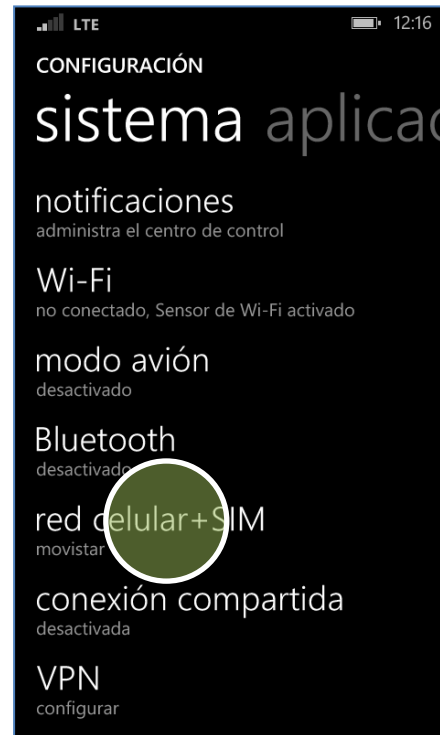 LTE 12:16
CONFIGURACIÓN
sistema aplicac
notificaciones
administra el centro de control
Wi-Fi
no conectado, Sensor de Wi-Fi activado
modo avión
desactivado
Bluetooth
desactivado
red celular+SIM
movistar
conexión compartida
desactivada
VPN
configurar